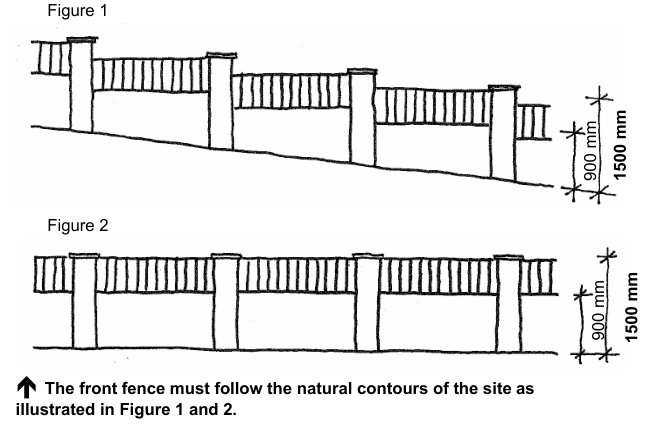 Figure 1
900 mm
1500 mm
Figure 2
900 mm
1500 mm
The front fence must follow the natural contours of the site as
illustrated in Figure 1 and 2.